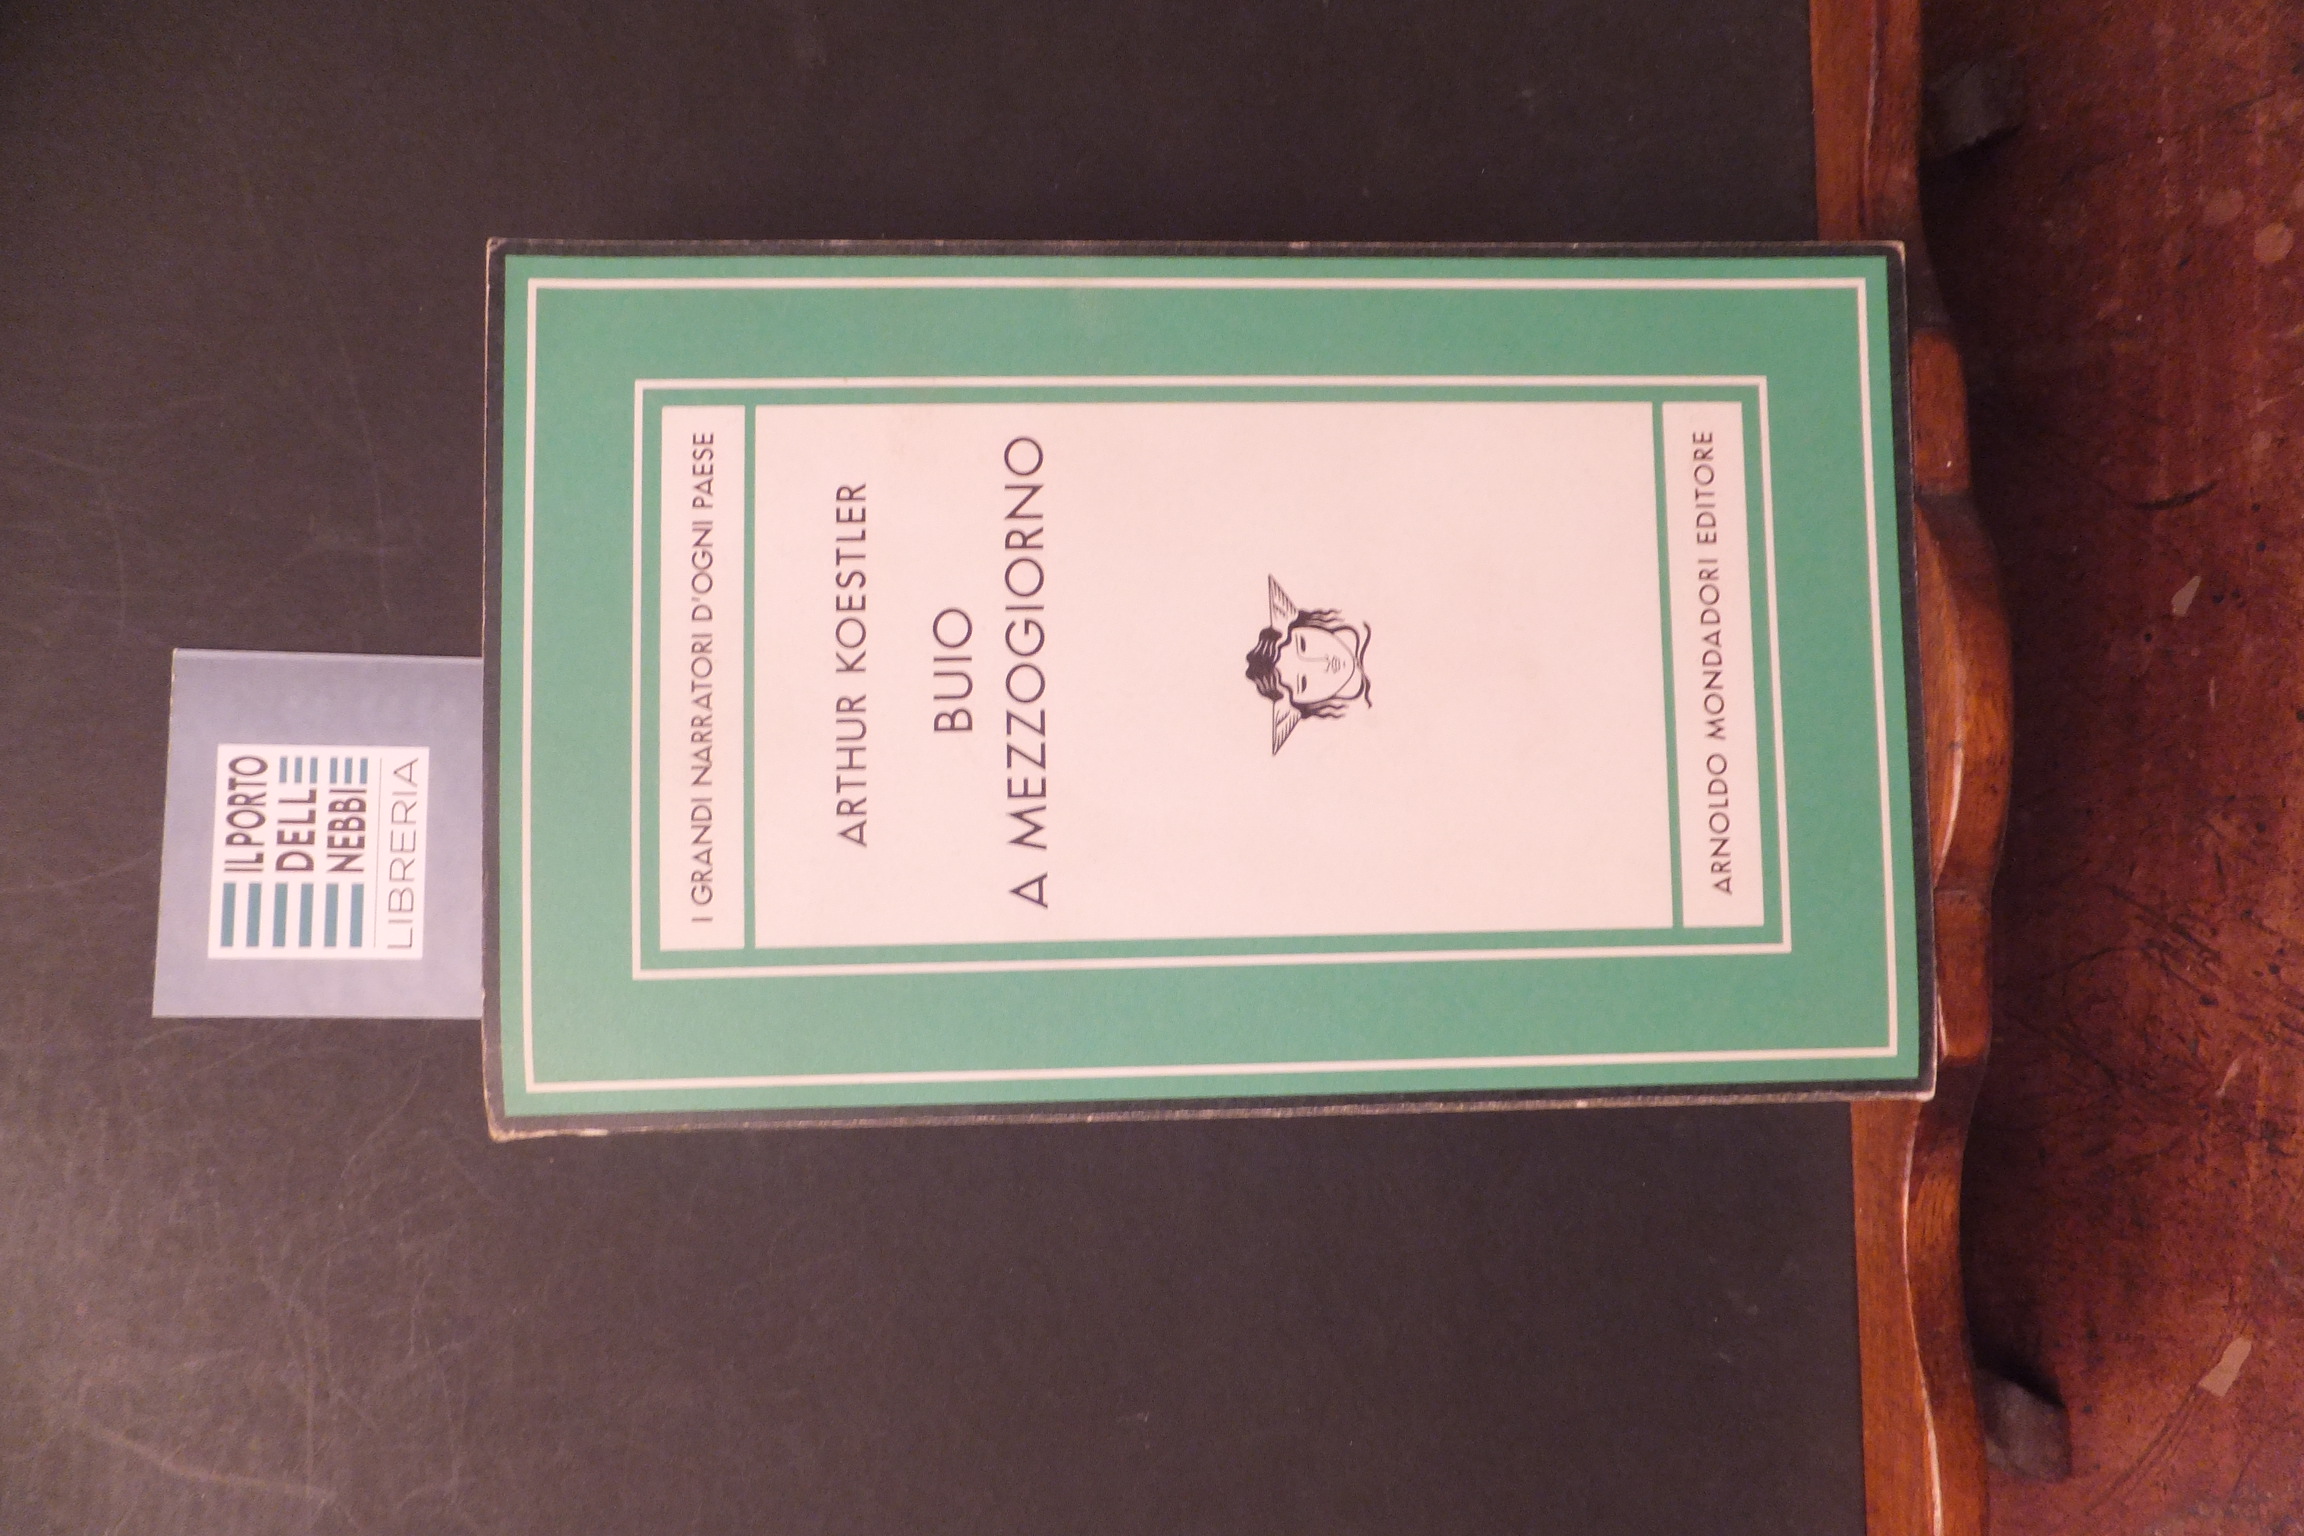 IL PORTO
DELLE
NEBBIE
LIBRERIA
I GRANDI NARRATORI D'OGNI PAESE
ARTHUR KOESTLER
BUIO
A MEZZOGIORNO
ARNOLDO MONDADORI EDITORE